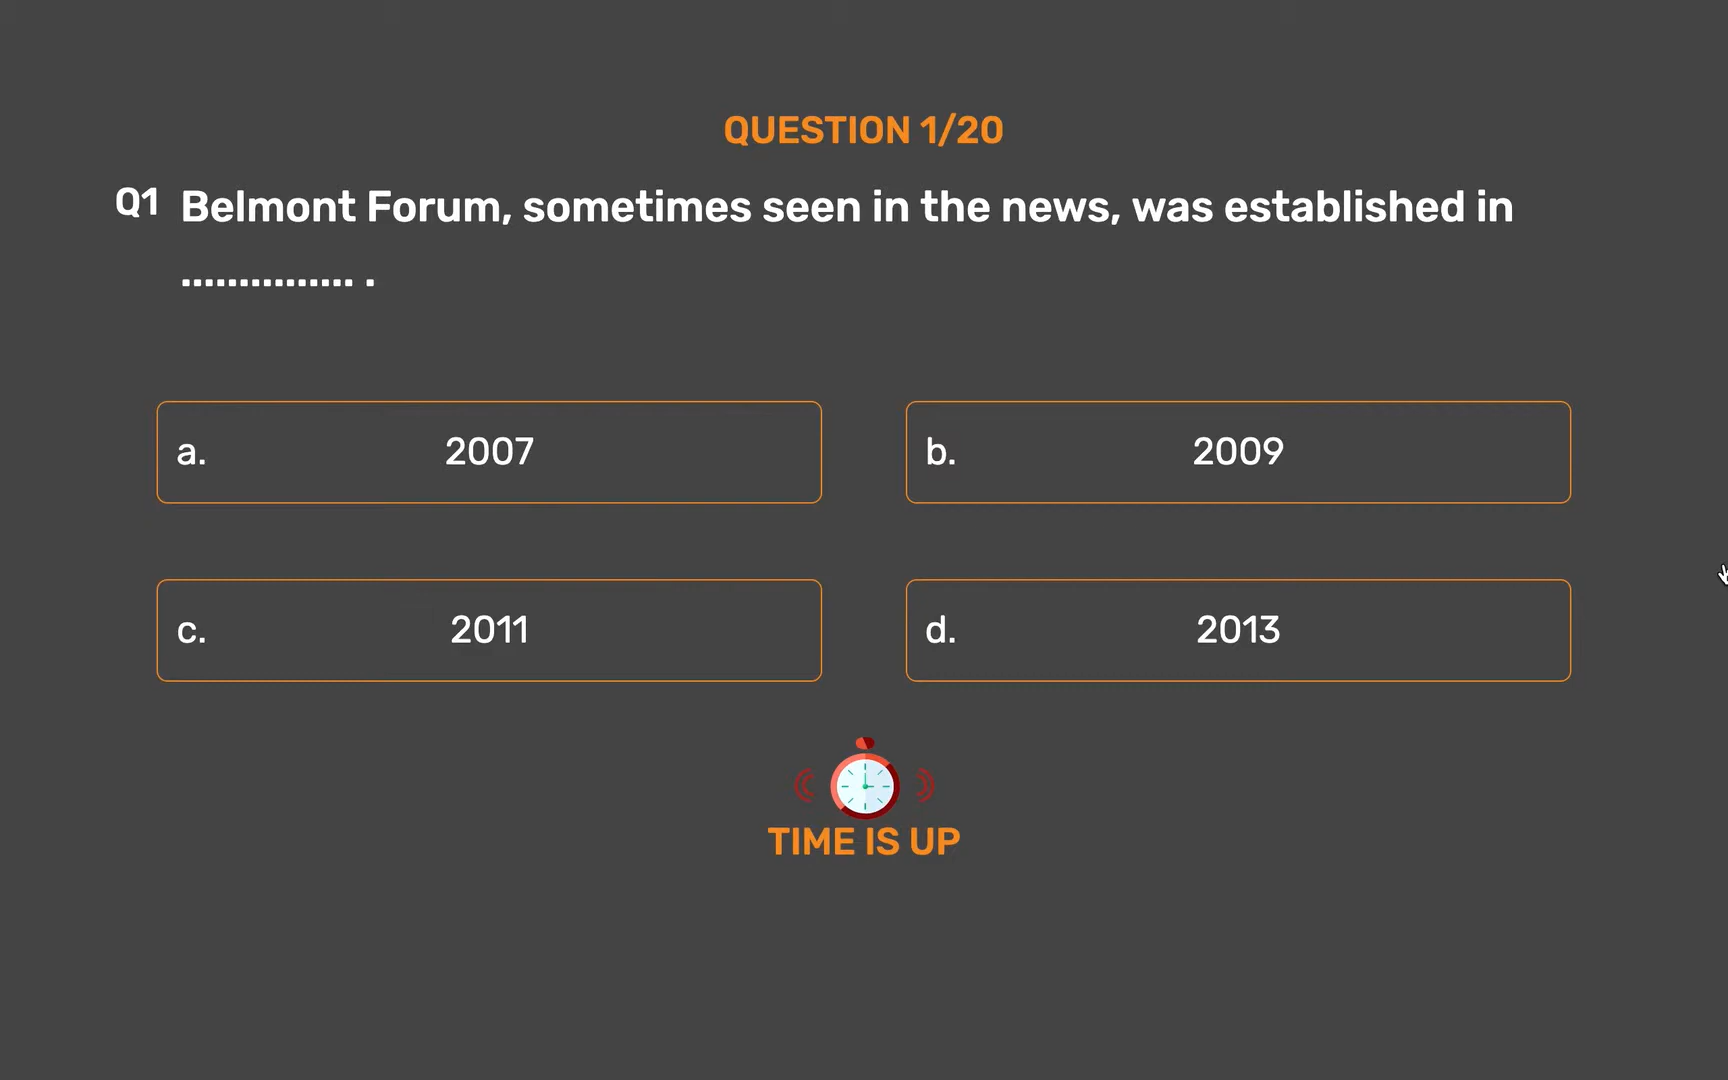 QUESTION 1/20
Q1 Belmont Forum, sometimes seen in the news, was established in
............... .
a. 2007
b. 2009
c. 2011
d. 2013
TIME IS UP